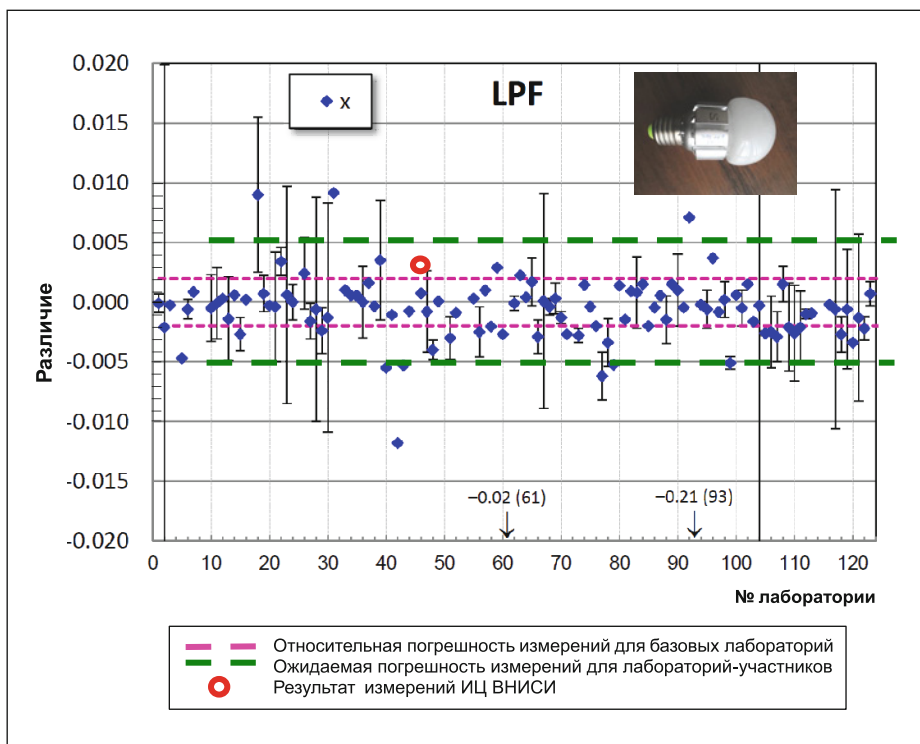 LPF
x
0.020
0.015
0.010
0.005
0.000
-0.005
-0.010
-0.015
-0.020
Различие
−0.02 (61)
−0.21 (93)
0 10 20 30 40 50 60 70 80 90 100 110 120
№ лаборатории
Относительная погрешность измерений для базовых лабораторий
Ожидаемая погрешность измерений для лабораторий-участников
Результат измерений ИЦ ВНИСИ